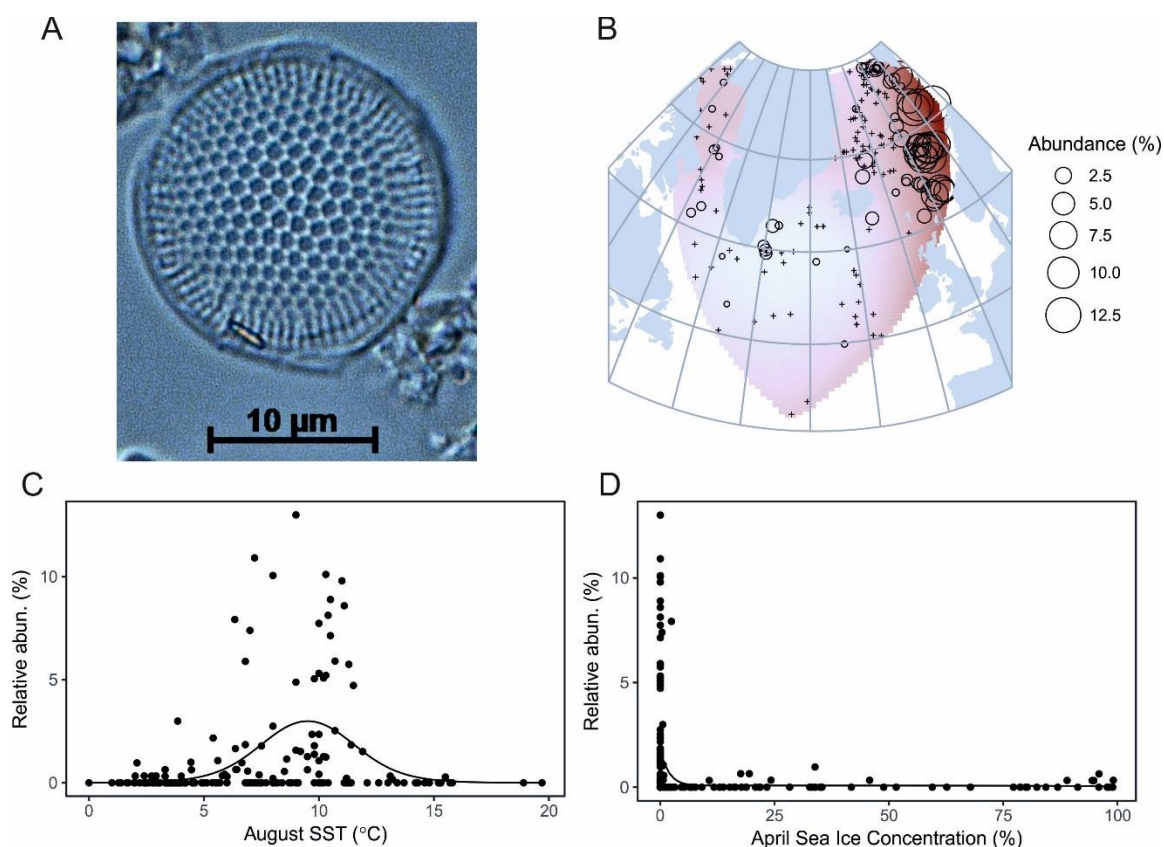 A
10 µm
B
Abundance (%)
2.5
5.0
7.5
10.0
12.5
C
Relative abun. (%)
10
5
0
0 5 10 15 20
August SST (°C)
D
Relative abun. (%)
10
5
0
0 25 50 75 100
April Sea Ice Concentration (%)